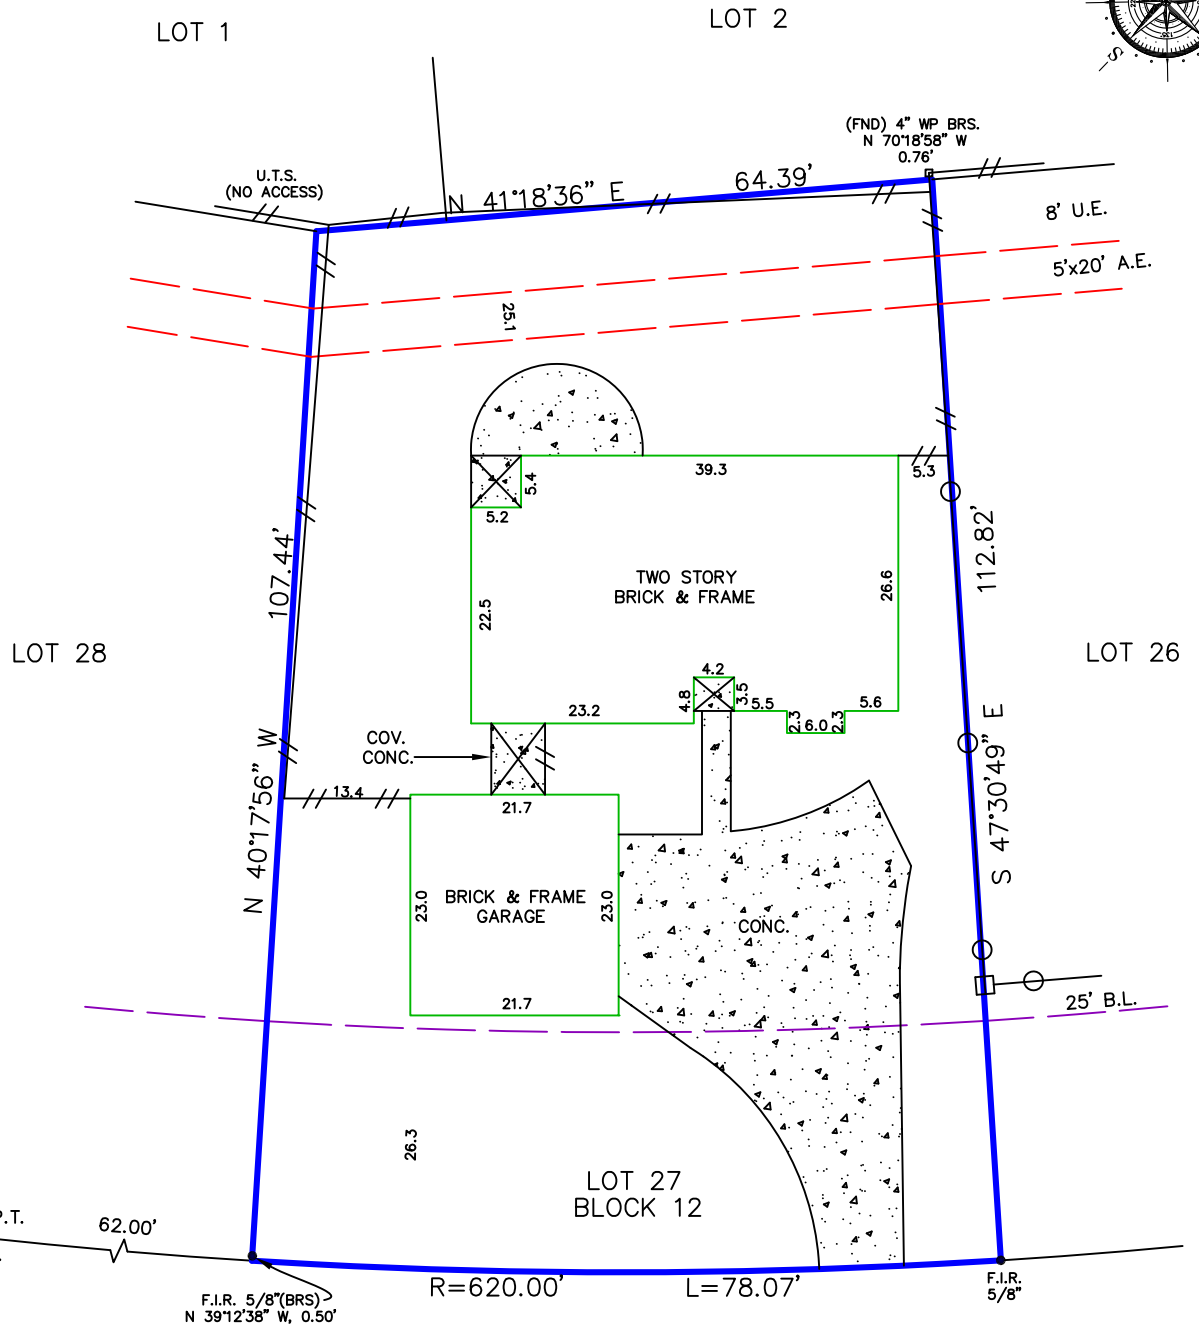 LOT 1
LOT 2
S
(FND) 4" WP BRS.
N 70°18'58" W
0.76'
U.T.S.
(NO ACCESS)
N 41°18'36" E
64.39'
8' U.E.
5'x20' A.E.
25.1
39.3
5.3
5.4
5.2
107.44'
112.82'
TWO STORY
BRICK & FRAME
26.6
22.5
LOT 28
LOT 26
4.2
4.8
3.5
5.5
2.3
6.0
2.3
5.6
23.2
COV.
CONC.
13.4
21.7
N 40°17'56" W
S 47°30'49" E
BRICK & FRAME
GARAGE
23.0
23.0
CONC.
21.7
25' B.L.
26.3
LOT 27
BLOCK 12
P.T.
62.00'
R=620.00'
L=78.07'
F.I.R. 5/8"(BRS)
N 39°12'38" W, 0.50'
F.I.R.
5/8"